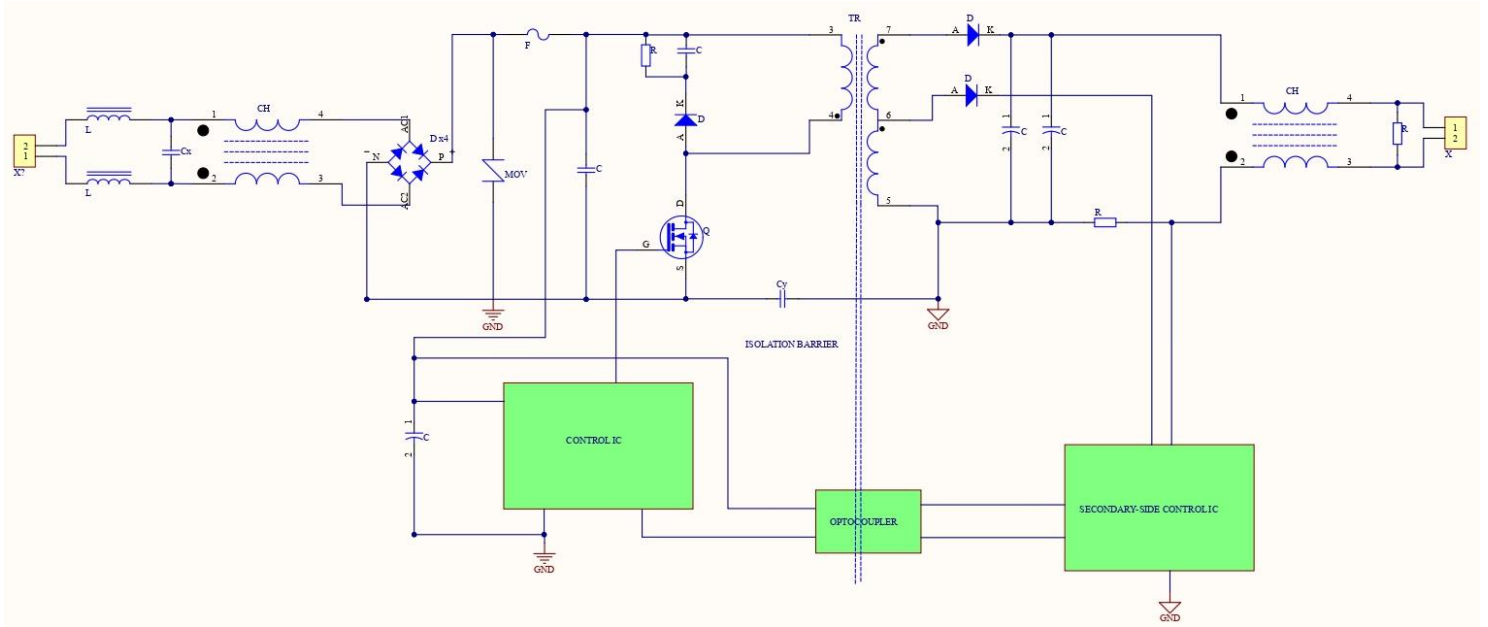 TR
3
7
A
D
K
F
R
C
A
D
K
K
D
A
4
6
2
1
X?
L
L
Cx
1
CH
4
2
3
AC1
AC2
- N
D x4
P +
MOV
C
1
C
2
1
C
2
1
CH
4
2
3
R
1
2
X
5
R
D
G
Q
S
Cy
GND
GND
ISOLATION BARRIER
1
C
2
CONTROL IC
OPTOCOUPLER
SECONDARY-SIDE CONTROL IC
GND
GND